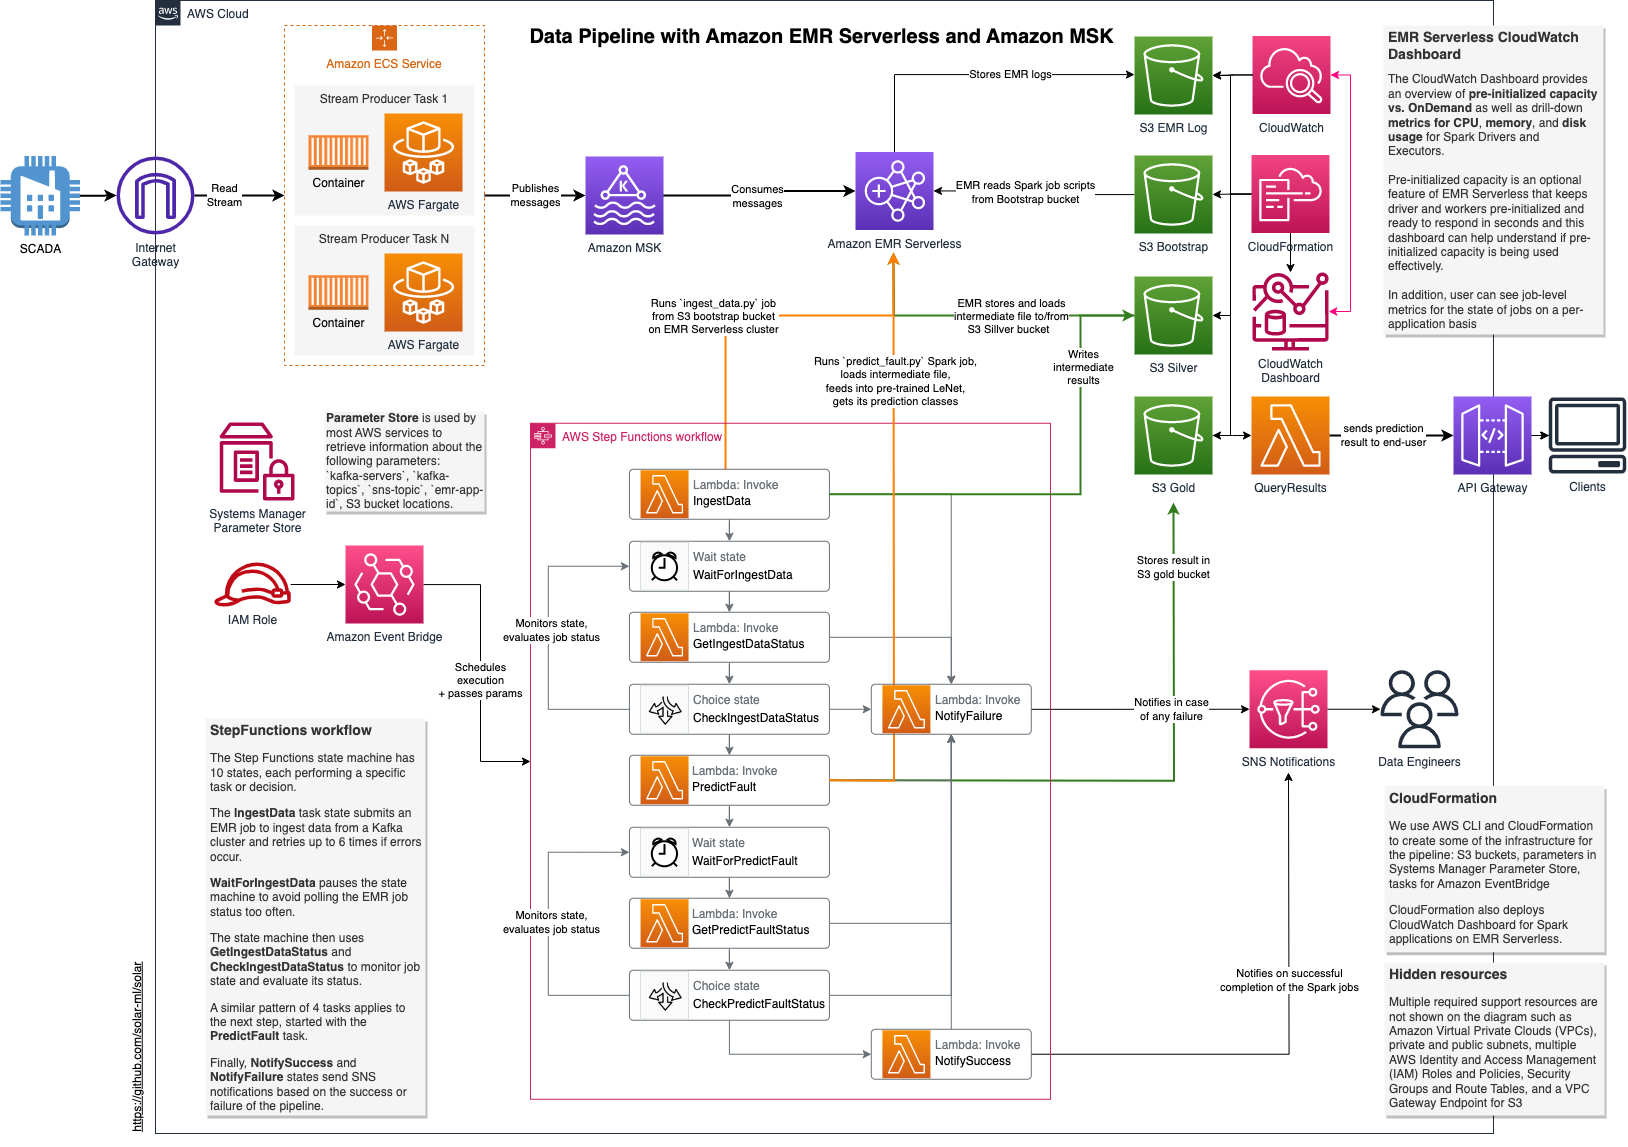 aws
AWS Cloud
Data Pipeline with Amazon EMR Serverless and Amazon MSK
SCADA
Internet
Gateway
Read
Stream
Amazon ECS Service
Stream Producer Task 1
Container
AWS Fargate
Stream Producer Task N
Container
AWS Fargate
Publishes
messages
K
Amazon MSK
Consumes
messages
Amazon EMR Serverless
Stores EMR logs
EMR reads Spark job scripts
from Bootstrap bucket
S3 EMR Log
CloudWatch
S3 Bootstrap
CloudFormation
Runs `ingest_data.py` job
from S3 bootstrap bucket
on EMR Serverless cluster
EMR stores and loads
intermediate file to/from
S3 Sillver bucket
S3 Silver
CloudWatch
Dashboard
Runs `predict_fault.py` Spark job,
loads intermediate file,
feeds into pre-trained LeNet,
gets its prediction classes
Writes
intermediate
results
S3 Gold
QueryResults
sends prediction
result to end-user
</>
API Gateway
Clients
EMR Serverless CloudWatch
Dashboard
The CloudWatch Dashboard provides
an overview of pre-initialized capacity
vs. OnDemand as well as drill-down
metrics for CPU, memory, and disk
usage for Spark Drivers and
Executors.
Pre-initialized capacity is an optional
feature of EMR Serverless that keeps
driver and workers pre-initialized and
ready to respond in seconds and this
dashboard can help understand if pre-
initialized capacity is being used
effectively.
In addition, user can see job-level
metrics for the state of jobs on a per-
application basis
Systems Manager
Parameter Store
Parameter Store is used by
most AWS services to
retrieve information about the
following parameters:
`kafka-servers`, `kafka-
topics`, `sns-topic`, `emr-app-
id`, S3 bucket locations.
IAM Role
Amazon Event Bridge
Schedules
execution
+ passes params
AWS Step Functions workflow
Lambda: Invoke
IngestData
Wait state
WaitForIngestData
Lambda: Invoke
GetIngestDataStatus
Choice state
CheckIngestDataStatus
Lambda: Invoke
PredictFault
Wait state
WaitForPredictFault
Lambda: Invoke
GetPredictFaultStatus
Choice state
CheckPredictFaultStatus
Monitors state,
evaluates job status
Monitors state,
evaluates job status
Lambda: Invoke
NotifyFailure
Lambda: Invoke
NotifySuccess
Stores result in
S3 gold bucket
Notifies in case
of any failure
SNS Notifications
Data Engineers
Notifies on successful
completion of the Spark jobs
StepFunctions workflow
The Step Functions state machine has
10 states, each performing a specific
task or decision.
The IngestData task state submits an
EMR job to ingest data from a Kafka
cluster and retries up to 6 times if errors
occur.
WaitForIngestData pauses the state
machine to avoid polling the EMR job
status too often.
The state machine then uses
GetIngestDataStatus and
CheckIngestDataStatus to monitor job
state and evaluate its status.
A similar pattern of 4 tasks applies to
the next step, started with the
PredictFault task.
Finally, NotifySuccess and
NotifyFailure states send SNS
notifications based on the success or
failure of the pipeline.
https://github.com/solar-ml/solar
CloudFormation
We use AWS CLI and CloudFormation
to create some of the infrastructure for
the pipeline: S3 buckets, parameters in
Systems Manager Parameter Store,
tasks for Amazon EventBridge
CloudFormation also deploys
CloudWatch Dashboard for Spark
applications on EMR Serverless.
Hidden resources
Multiple required support resources are
not shown on the diagram such as
Amazon Virtual Private Clouds (VPCs),
private and public subnets, multiple
AWS Identity and Access Management
(IAM) Roles and Policies, Security
Groups and Route Tables, and a VPC
Gateway Endpoint for S3